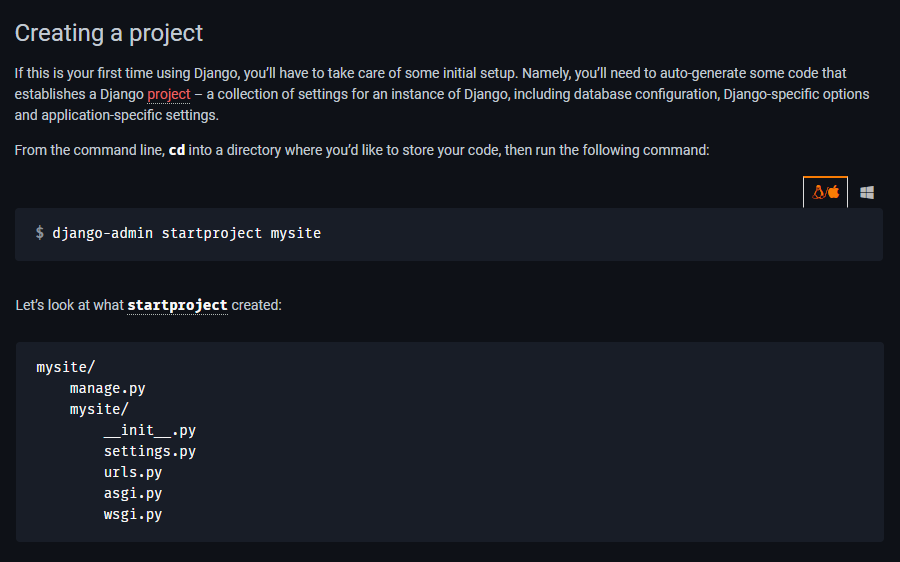 Creating a project
If this is your first time using Django, you’ll have to take care of some initial setup. Namely, you’ll need to auto-generate some code that
establishes a Django project – a collection of settings for an instance of Django, including database configuration, Django-specific options
and application-specific settings.
From the command line, cd into a directory where you’d like to store your code, then run the following command:
/
$ django-admin startproject mysite
Let’s look at what startproject created:
mysite/
    manage.py
    mysite/
        __init__.py
        settings.py
        urls.py
        asgi.py
        wsgi.py